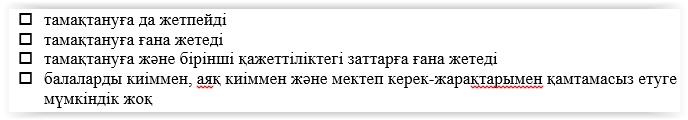 тамақтануға да жетпейді
тамақтануға ғана жетеді
тамақтануға және бірінші қажеттіліктегі заттарға ғана жетеді
балаларды киіммен, аяқ киіммен және мектеп керек-жарақтарымен қамтамасыз етуге
мүмкіндік жоқ